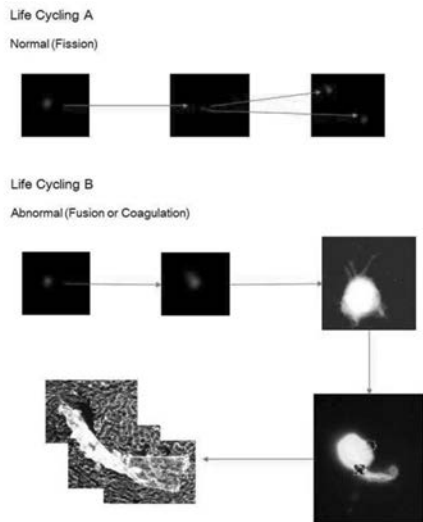 Life Cycling A
Normal (Fission)
Life Cycling B
Abnormal (Fusion or Coagulation)